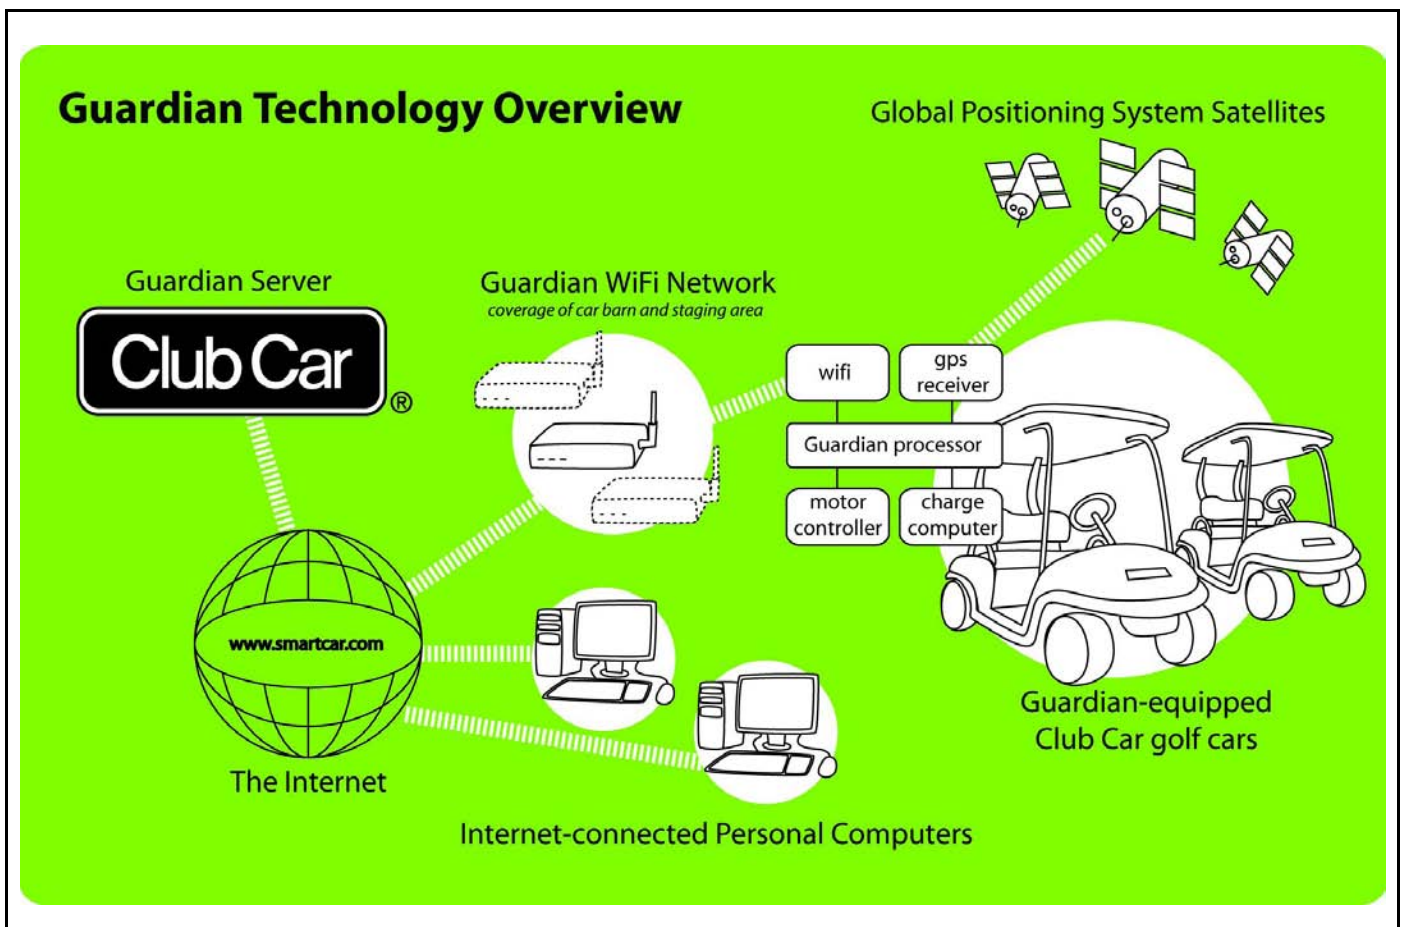 Guardian Technology Overview
Global Positioning System Satellites
Guardian Server
Club Car
®
Guardian WiFi Network
coverage of car barn and staging area
wifi
gps
receiver
Guardian processor
motor
controller
charge
computer
www.smartcar.com
The Internet
Guardian-equipped
Club Car golf cars
Internet-connected Personal Computers